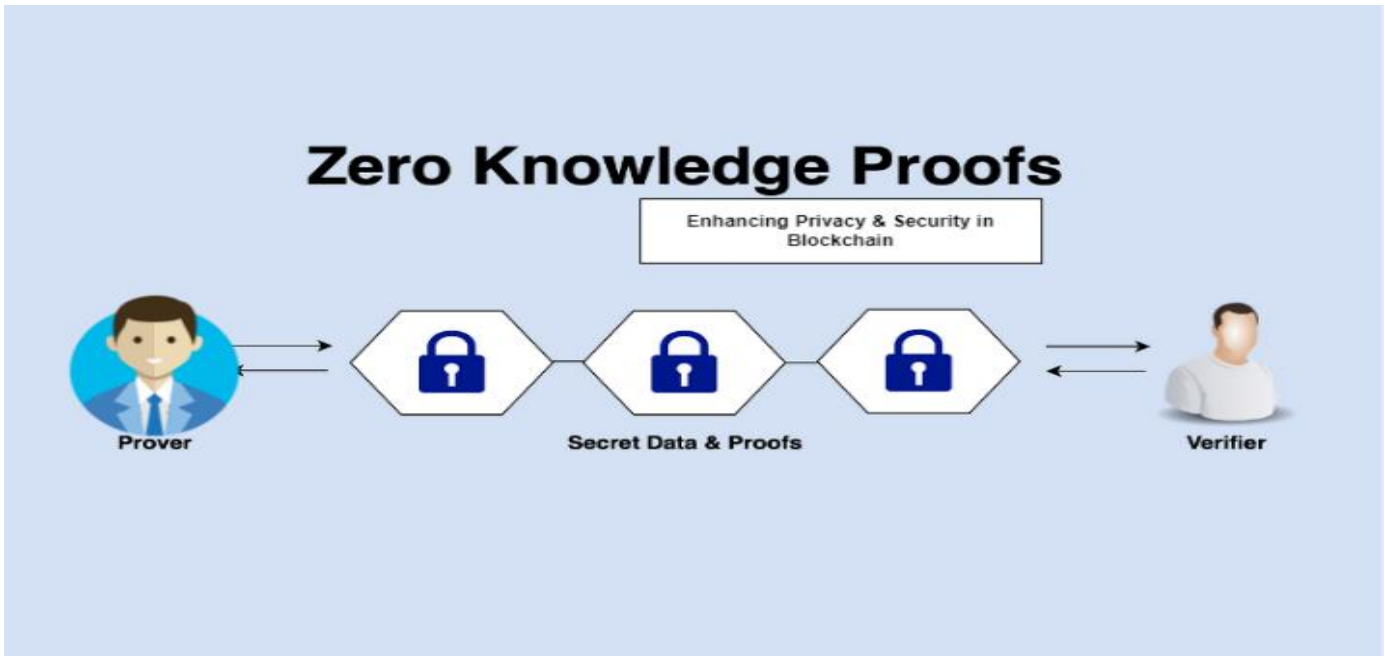 Zero Knowledge Proofs
Enhancing Privacy & Security in
Blockchain
Prover
Secret Data & Proofs
Verifier